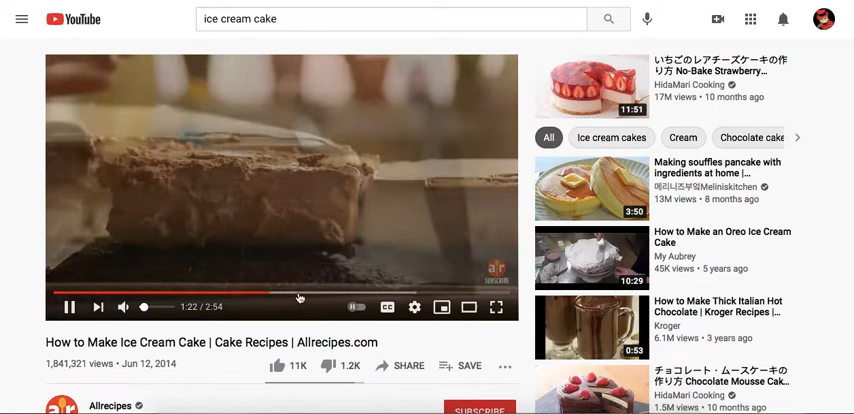 YouTube
ice cream cake
ar
SUBSCRIBE
1:22 / 2:54
CC
How to Make Ice Cream Cake | Cake Recipes | Allrecipes.com
1,841,321 views • Jun 12, 2014
11K
1.2K
SHARE
SAVE
ar
Allrecipes
SUBSCRIBE
いちごのレアチーズケーキの作
り方 No-Bake Strawberry...
HidaMari Cooking
17M views • 10 months ago
11:51
All
Ice cream cakes
Cream
Chocolate cake
Making souffles pancake with
ingredients at home |...
메리니즈부엌Meliniskitchen
13M views • 8 months ago
3:50
How to Make an Oreo Ice Cream
Cake
My Aubrey
45K views • 5 years ago
10:29
How to Make Thick Italian Hot
Chocolate | Kroger Recipes |...
Kroger
6.1M views • 3 years ago
0:53
チョコレート・ムースケーキの
作り方 Chocolate Mousse Cak...
HidaMari Cooking
1.5M views • 10 months ago